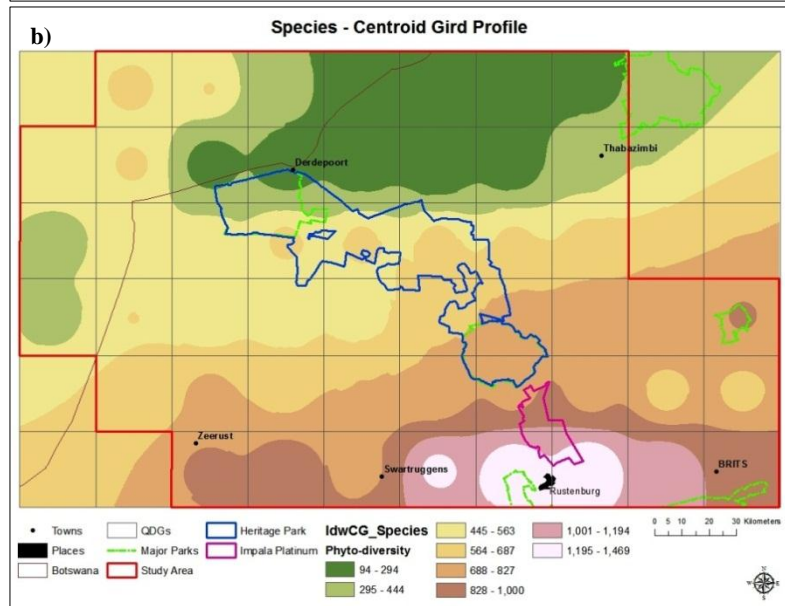 Species - Centroid Gird Profile
b)
Thabazimbi
Derdepoort
Zeerust
Swartruggens
BRITS
Rustenburg
Towns
QDGs
Heritage Park
IdwCG_Species
445 - 563
1,001 - 1,194
0 5 10 20 30 Kilometers
Places
Major Parks
Impala Platinum
Phyto-diversity
564 - 687
1,195 - 1,469
Botswana
Study Area
94 - 294
688 - 827
295 - 444
828 - 1,000
N
S